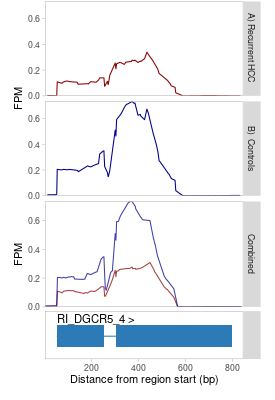 0.6
0.4
0.2
0.0
FPM
A) Recurrent HCC
0.6
0.4
0.2
0.0
B) Controls
0.6
0.4
0.2
0.0
FPM
Combined
RI_DGCR5_4 >
200 400 600 800
Distance from region start (bp)